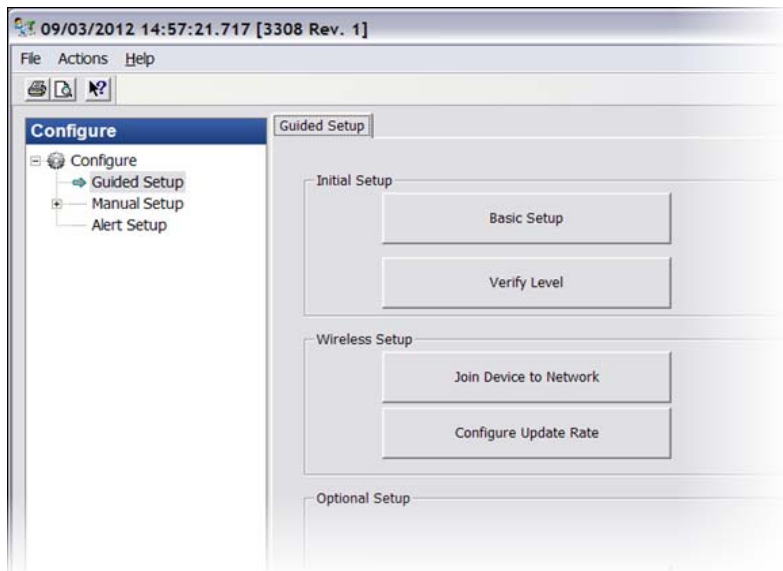 09/03/2012 14:57:21.717 [3308 Rev. 1]
File Actions Help
Configure
Configure
Guided Setup
Manual Setup
Alert Setup
Guided Setup
Initial Setup
Basic Setup
Verify Level
Wireless Setup
Join Device to Network
Configure Update Rate
Optional Setup